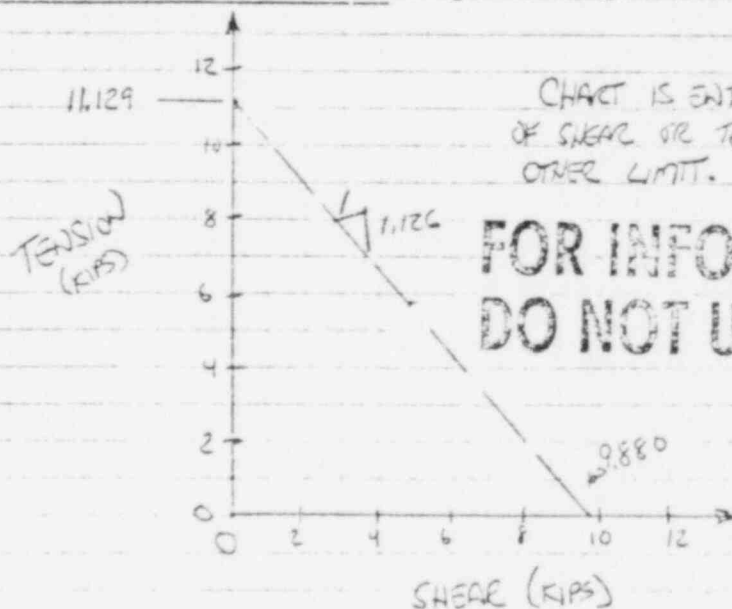 CHART IS ENT
OF SHEAR OR T
OTHER LIMIT.
FOR INFO
DO NOT U
TENSION
(KIPS)
11.129
12
10
8
6
4
2
0
1
1.126
9.880
0 2 4 6 8 10 12
SHEAR (KIPS)